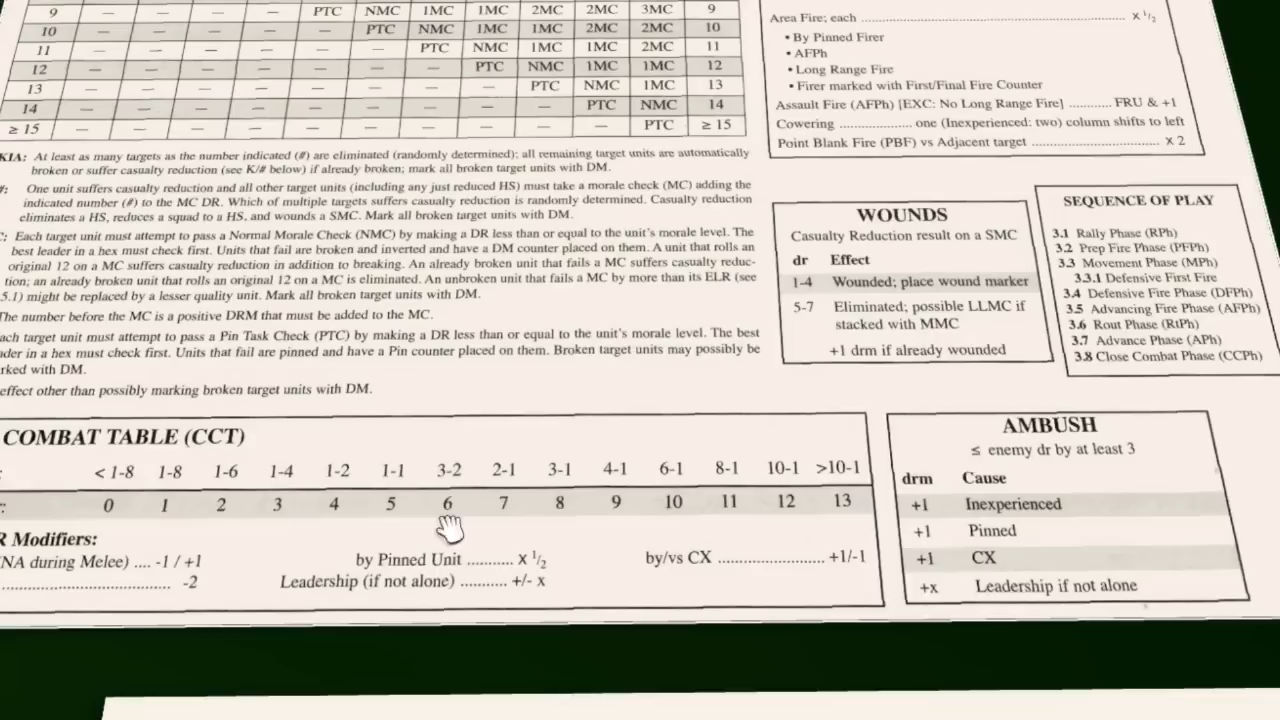 9 — — — — PTC NMC 1MC 1MC 2MC 2MC 3MC 9
10 — — — — — PTC NMC 1MC 1MC 2MC 2MC 10
11 — — — — — — PTC NMC 1MC 1MC 2MC 11
12 — — — — — — — PTC NMC 1MC 1MC 12
13 — — — — — — — — PTC NMC 1MC 13
14 — — — — — — — — — PTC NMC 14
≥ 15 — — — — — — — — — — PTC ≥ 15
KIA: At least as many targets as the number indicated (#) are eliminated (randomly determined); all remaining target units are automatically
broken or suffer casualty reduction (see K/# below) if already broken; mark all broken target units with DM.
#: One unit suffers casualty reduction and all other target units (including any just reduced HS) must take a morale check (MC) adding the
indicated number (#) to the MC DR. Which of multiple targets suffers casualty reduction is randomly determined. Casualty reduction
eliminates a HS, reduces a squad to a HS, and wounds a SMC. Mark all broken target units with DM.
C: Each target unit must attempt to pass a Normal Morale Check (NMC) by making a DR less than or equal to the unit's morale level. The
best leader in a hex must check first. Units that fail are broken and inverted and have a DM counter placed on them. A unit that rolls an
original 12 on a MC suffers casualty reduction in addition to breaking. An already broken unit that fails a MC suffers casualty reduc-
tion; an already broken unit that rolls an original 12 on a MC is eliminated. An unbroken unit that fails a MC by more than its ELR (see
5.1) might be replaced by a lesser quality unit. Mark all broken target units with DM.
The number before the MC is a positive DRM that must be added to the MC.
ach target unit must attempt to pass a Pin Task Check (PTC) by making a DR less than or equal to the unit's morale level. The best
ader in a hex must check first. Units that fail are pinned and have a Pin counter placed on them. Broken target units may possibly be
rked with DM.
effect other than possibly marking broken target units with DM.
Area Fire; each ........ X 1/2
• By Pinned Firer
• AFPh
• Long Range Fire
• Firer marked with First/Final Fire Counter
Assault Fire (AFPh) [EXC: No Long Range Fire] .......... FRU & +1
Cowering .................. one (Inexperienced: two) column shifts to left
Point Blank Fire (PBF) vs Adjacent target ........ X 2
WOUNDS
Casualty Reduction result on a SMC
dr Effect
1-4 Wounded; place wound marker
5-7 Eliminated; possible LLMC if
stacked with MMC
+1 drm if already wounded
SEQUENCE OF PLAY
3.1 Rally Phase (RPh)
3.2 Prep Fire Phase (PFPh)
3.3 Movement Phase (MPh)
3.3.1 Defensive First Fire
3.4 Defensive Fire Phase (DFPh)
3.5 Advancing Fire Phase (AFPh)
3.6 Rout Phase (RtPh)
3.7 Advance Phase (APh)
3.8 Close Combat Phase (CCPh)
COMBAT TABLE (CCT)
: < 1-8 1-8 1-6 1-4 1-2 1-1 3-2 2-1 3-1 4-1 6-1 8-1 10-1 >10-1
: 0 1 2 3 4 5 6 7 8 9 10 11 12 13
R Modifiers:
(NA during Melee) .... -1 / +1 by Pinned Unit .......... X 1/2 by/vs CX ........................ +1/-1
........ -2 Leadership (if not alone) .......... +/- x
AMBUSH
≤ enemy dr by at least 3
drm Cause
+1 Inexperienced
+1 Pinned
+1 CX
+x Leadership if not alone